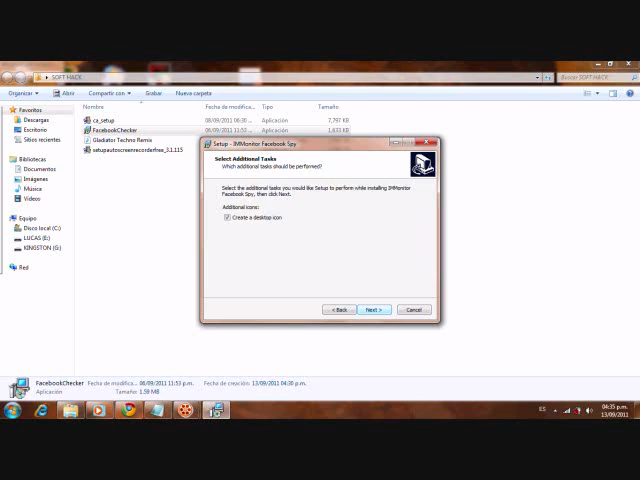 SOFT HACK
Buscar SOFT HACK
Organizar
Abrir
Compartir con
Grabar
Nueva carpeta
Nombre
Fecha de modifica...
Tipo
Tamaño
Favoritos
Descargas
Escritorio
Sitios recientes
Bibliotecas
Documentos
Imágenes
Música
Vídeos
Equipo
Disco local (C:)
LUCAS (E:)
KINGSTON (G:)
Red
ca_setup
08/09/2011 06:30 ...
Aplicación
7,797 KB
FacebookChecker
06/09/2011 11:53 ...
Aplicación
1,633 KB
Gladiator Techno Remix
setupautoscreenrecorderfree_3.1.115
Setup - IMMonitor Facebook Spy
Select Additional Tasks
Which additional tasks should be performed?
Select the additional tasks you would like Setup to perform while installing IMMonitor
Facebook Spy, then click Next.
Additional icons:
Create a desktop icon
< Back
Next >
Cancel
FacebookChecker
Fecha de modifica... 06/09/2011 11:53 p.m.
Fecha de creación: 13/09/2011 04:30 p.m.
Aplicación
Tamaño: 1.59 MB
ES
04:35 p.m.
13/09/2011